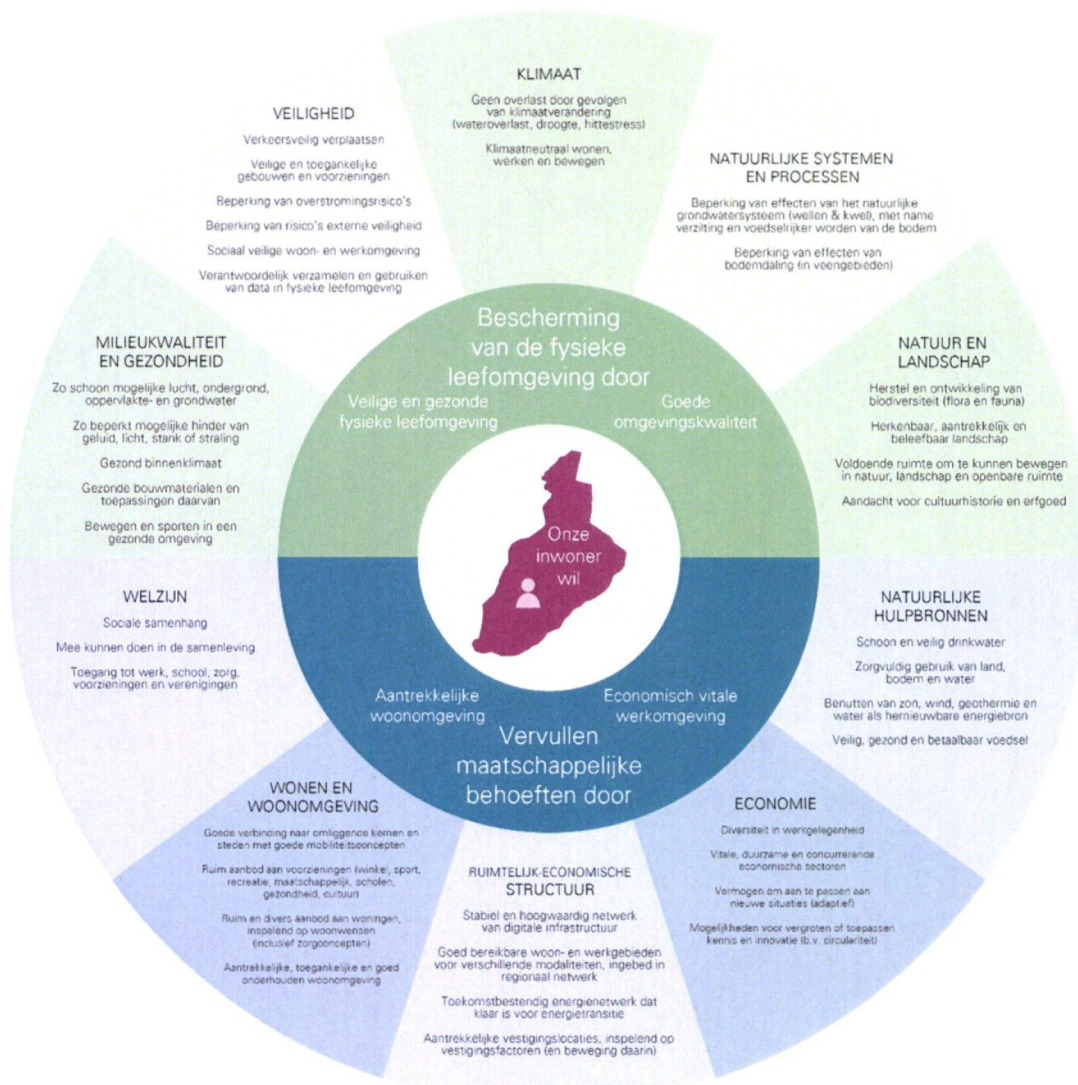 KLIMAAT
Geen overlast door gevolgen
van klimaatverandering
(wateroverlast, droogte, hittestress)
Klimaatneutraal wonen,
werken en bewegen
VEILIGHEID
Verkeersveilig verplaatsen
Veilige en toegankelijke
gebouwen en voorzieningen
Beperking van overstromingsrisico's
Beperking van risico's externe veiligheid
Sociaal veilige woon- en werkomgeving
Verantwoordelijk verzamelen en gebruiken
van data in fysieke leefomgeving
NATUURLIJKE SYSTEMEN
EN PROCESSEN
Beperking van effecten van het natuurlijke
grondwatersysteem (wellen & kwel), met name
verzilting en voedselrijker worden van de bodem
Beperking van effecten van
bodemdaling (in veengebieden)
MILIEUKWALITEIT
EN GEZONDHEID
Zo schoon mogelijke lucht, ondergrond,
oppervlakte- en grondwater
Zo beperkt mogelijke hinder van
geluid, licht, stank of straling
Gezond binnenklimaat
Gezonde bouwmaterialen en
toepassingen daarvan
Bewegen en sporten in een
gezonde omgeving
Bescherming
van de fysieke
leefomgeving door
Veilige en gezonde
fysieke leefomgeving
Goede
omgevingskwaliteit
NATUUR EN
LANDSCHAP
Herstel en ontwikkeling van
biodiversiteit (flora en fauna)
Herkenbaar, aantrekkelijk en
beleefbaar landschap
Voldoende ruimte om te kunnen bewegen
in natuur, landschap en openbare ruimte
Aandacht voor cultuurhistorie en erfgoed
Onze
inwoner
wil
WELZIJN
Sociale samenhang
Mee kunnen doen in de samenleving
Toegang tot werk, school, zorg,
voorzieningen en verenigingen
NATUURLIJKE
HULPBRONNEN
Schoon en veilig drinkwater
Zorgvuldig gebruik van land,
bodem en water
Benutten van zon, wind, geothermie en
water als hernieuwbare energiebron
Veilig, gezond en betaalbaar voedsel
Aantrekkelijke
woonomgeving
Economisch vitale
werkomgeving
Vervullen
maatschappelijke
behoeften door
WONEN EN
WOONOMGEVING
Goede verbinding naar omliggende kernen en
steden met goede mobiliteitsconcepten
Ruim aanbod aan voorzieningen (winkel, sport,
recreatie, maatschappelijk, scholen,
gezondheid, cultuur)
Ruim en divers aanbod aan woningen,
inspelend op woonwensen
(inclusief zorgconcepten)
Aantrekkelijke, toegankelijke en goed
onderhouden woonomgeving
RUIMTELIJK-ECONOMISCHE
STRUCTUUR
Stabiel en hoogwaardig netwerk
van digitale infrastructuur
Goed bereikbare woon- en werkgebieden
voor verschillende modaliteiten, ingebed in
regionaal netwerk
Toekomstbestendig energienetwerk dat
klaar is voor energietransitie
Aantrekkelijke vestigingslocaties, inspelend op
vestigingsfactoren (en beweging daarin)
ECONOMIE
Diversiteit in werkgelegenheid
Vitale, duurzame en concurrerende
economische sectoren
Vermogen om aan te passen aan
nieuwe situaties (adaptief)
Mogelijkheden voor vergroten of toepassen
kennis en innovatie (b.v. circulariteit)